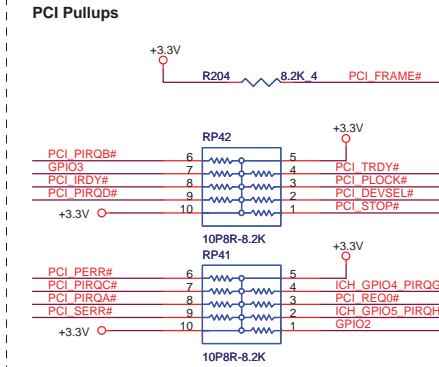 PCI Pullups
+3.3V
R204 8.2K_4 PCI_FRAME#
RP42 +3.3V
PCI_PIRQB# 6 5
GPIO3 7 4 PCI_TRDY#
PCI_IRDY# 8 3 PCI_PLOCK#
PCI_PIRQD# 9 2 PCI_DEVSEL#
+3.3V 10 1 PCI_STOP#
10P8R-8.2K
RP41 +3.3V
PCI_PERR# 6 5
PCI_PIRQC# 7 4 ICH_GPIO4_PIRQG
PCI_PIRQA# 8 3 PCI_REQ0#
PCI_SERR# 9 2 ICH_GPIO5_PIRQH
+3.3V 10 1 GPIO2
10P8R-8.2K